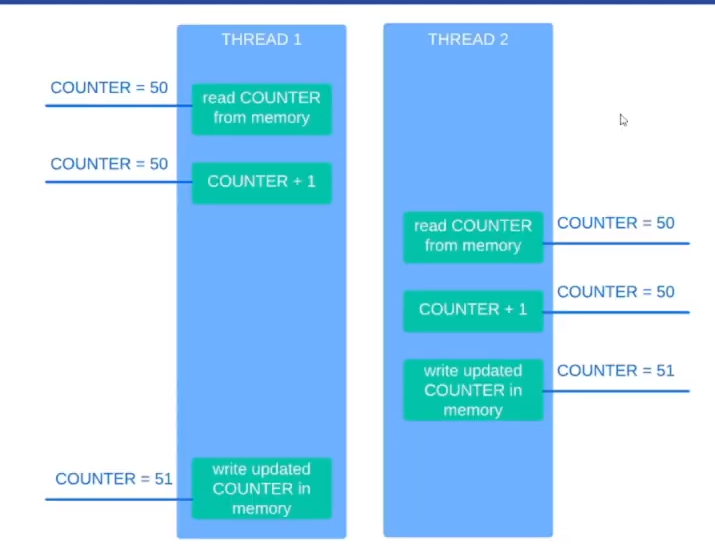 THREAD 1
THREAD 2
COUNTER = 50
read COUNTER
from memory
COUNTER = 50
COUNTER + 1
read COUNTER
from memory
COUNTER = 50
COUNTER + 1
COUNTER = 50
write updated
COUNTER in
memory
COUNTER = 51
COUNTER = 51
write updated
COUNTER in
memory